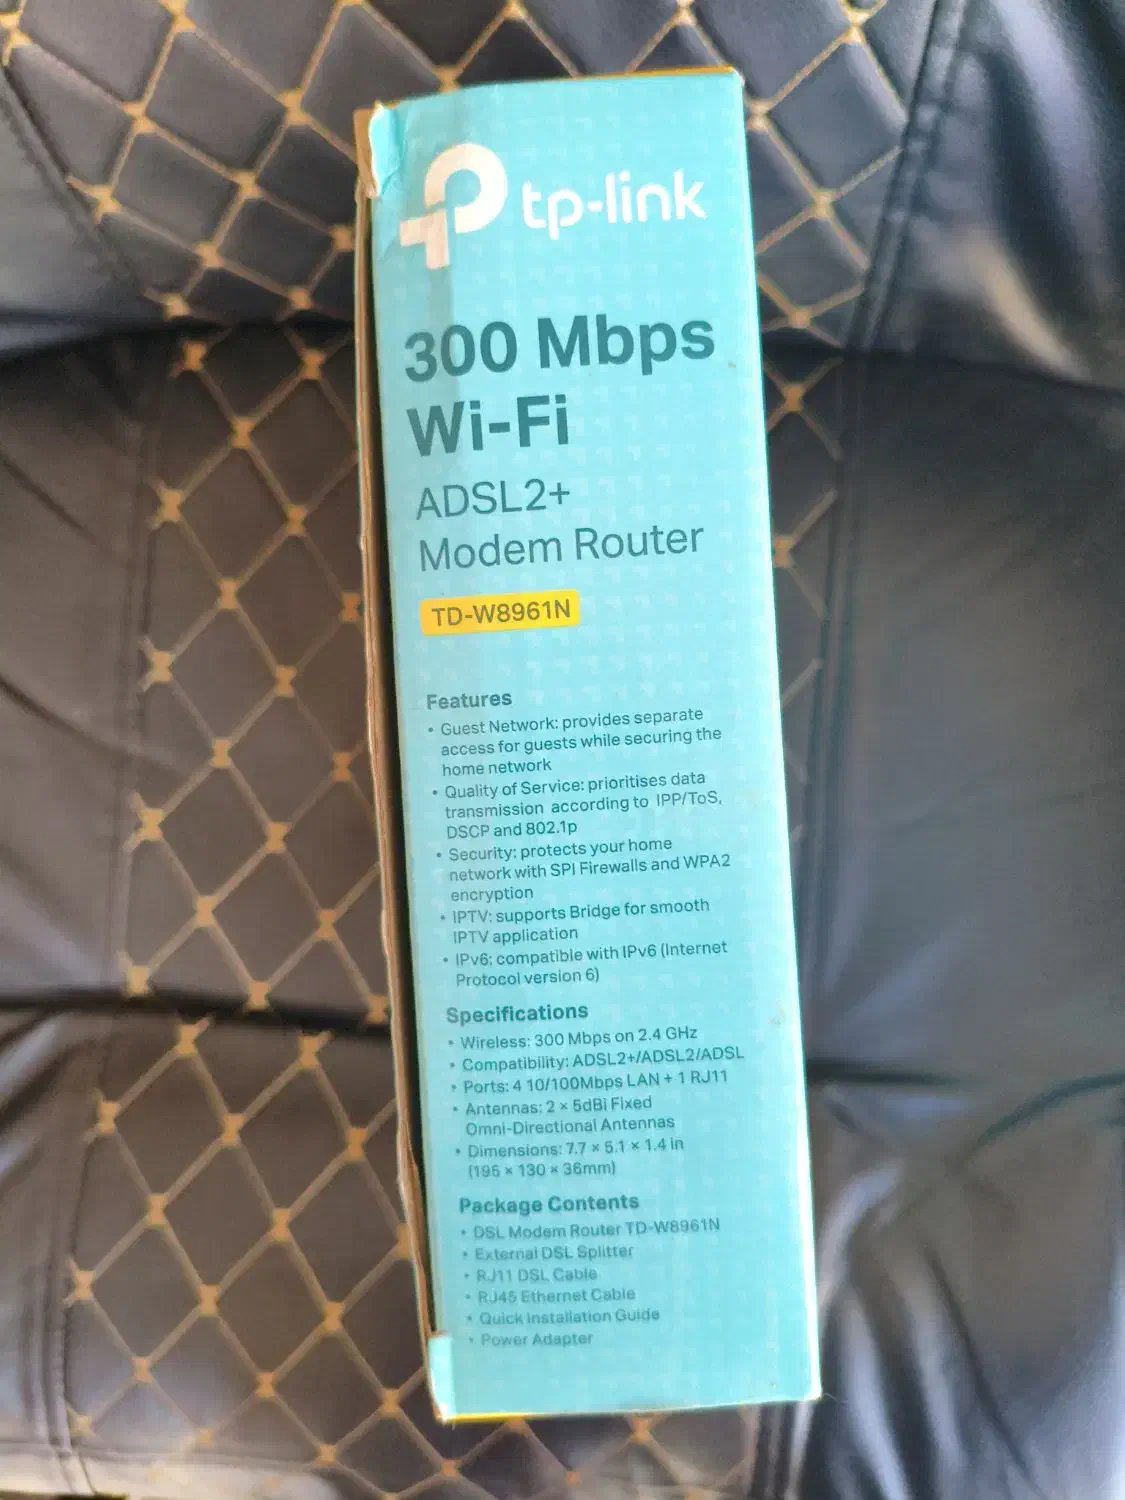 tp-link
300 Mbps
Wi-Fi
ADSL2+
Modem Router
TD-W8961N
Features
• Guest Network: provides separate
access for guests while securing the
home network
• Quality of Service: prioritises data
transmission according to IPP/ToS,
DSCP and 802.1p
• Security: protects your home
network with SPI Firewalls and WPA2
encryption
• IPTV: supports Bridge for smooth
IPTV application
• IPv6: compatible with IPv6 (Internet
Protocol version 6)
Specifications
• Wireless: 300 Mbps on 2.4 GHz
• Compatibility: ADSL2+/ADSL2/ADSL
• Ports: 4 10/100Mbps LAN + 1 RJ11
• Antennas: 2 × 5dBi Fixed
Omni-Directional Antennas
• Dimensions: 7.7 × 5.1 × 1.4 in
(195 × 130 × 36mm)
Package Contents
• DSL Modem Router TD-W8961N
• External DSL Splitter
• RJ11 DSL Cable
• RJ45 Ethernet Cable
• Quick Installation Guide
• Power Adapter